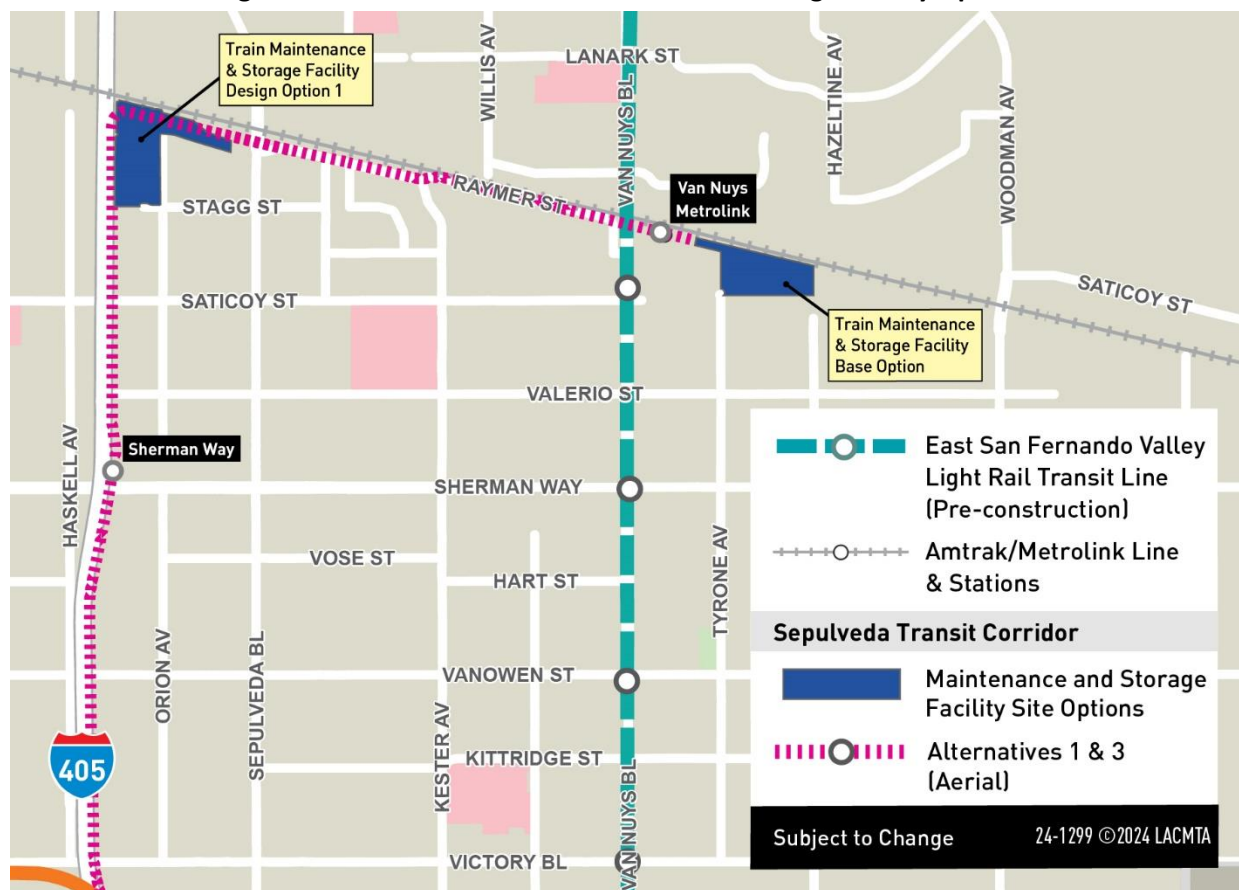 LANARK ST
WILLIS AV
VAN NUYS BL
HAZELTINE AV
WOODMAN AV
Train Maintenance
& Storage Facility
Design Option 1
STAGG ST
RAYMER ST
Van Nuys
Metrolink
SATICOY ST
SATICOY ST
Train Maintenance
& Storage Facility
Base Option
VALERIO ST
HASKELL AV
Sherman Way
SHERMAN WAY
VOSE ST
HART ST
TYRONE AV
ORION AV
SEPULVEDA BL
VANOWEN ST
KESTER AV
KITTRIDGE ST
405
VAN NUYS BL
VICTORY BL
East San Fernando Valley
Light Rail Transit Line
(Pre-construction)
Amtrak/Metrolink Line
& Stations
Sepulveda Transit Corridor
Maintenance and Storage
Facility Site Options
Alternatives 1 & 3
(Aerial)
Subject to Change 24-1299 ©2024 LACMTA